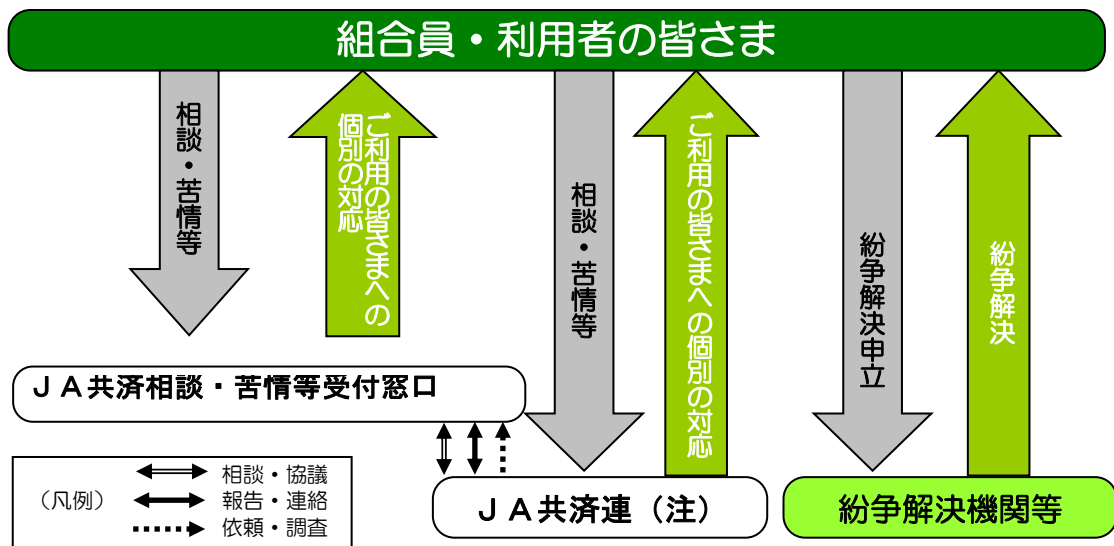 組合員・利用者の皆さま
相談・苦情等
ご利用の皆さまへの
個別の対応
相談・苦情等
ご利用の皆さまへの個別の対応
紛争解決申立
紛争解決
ＪＡ共済相談・苦情等受付窓口
（凡例）
相談・協議
報告・連絡
依頼・調査
ＪＡ共済連（注）
紛争解決機関等